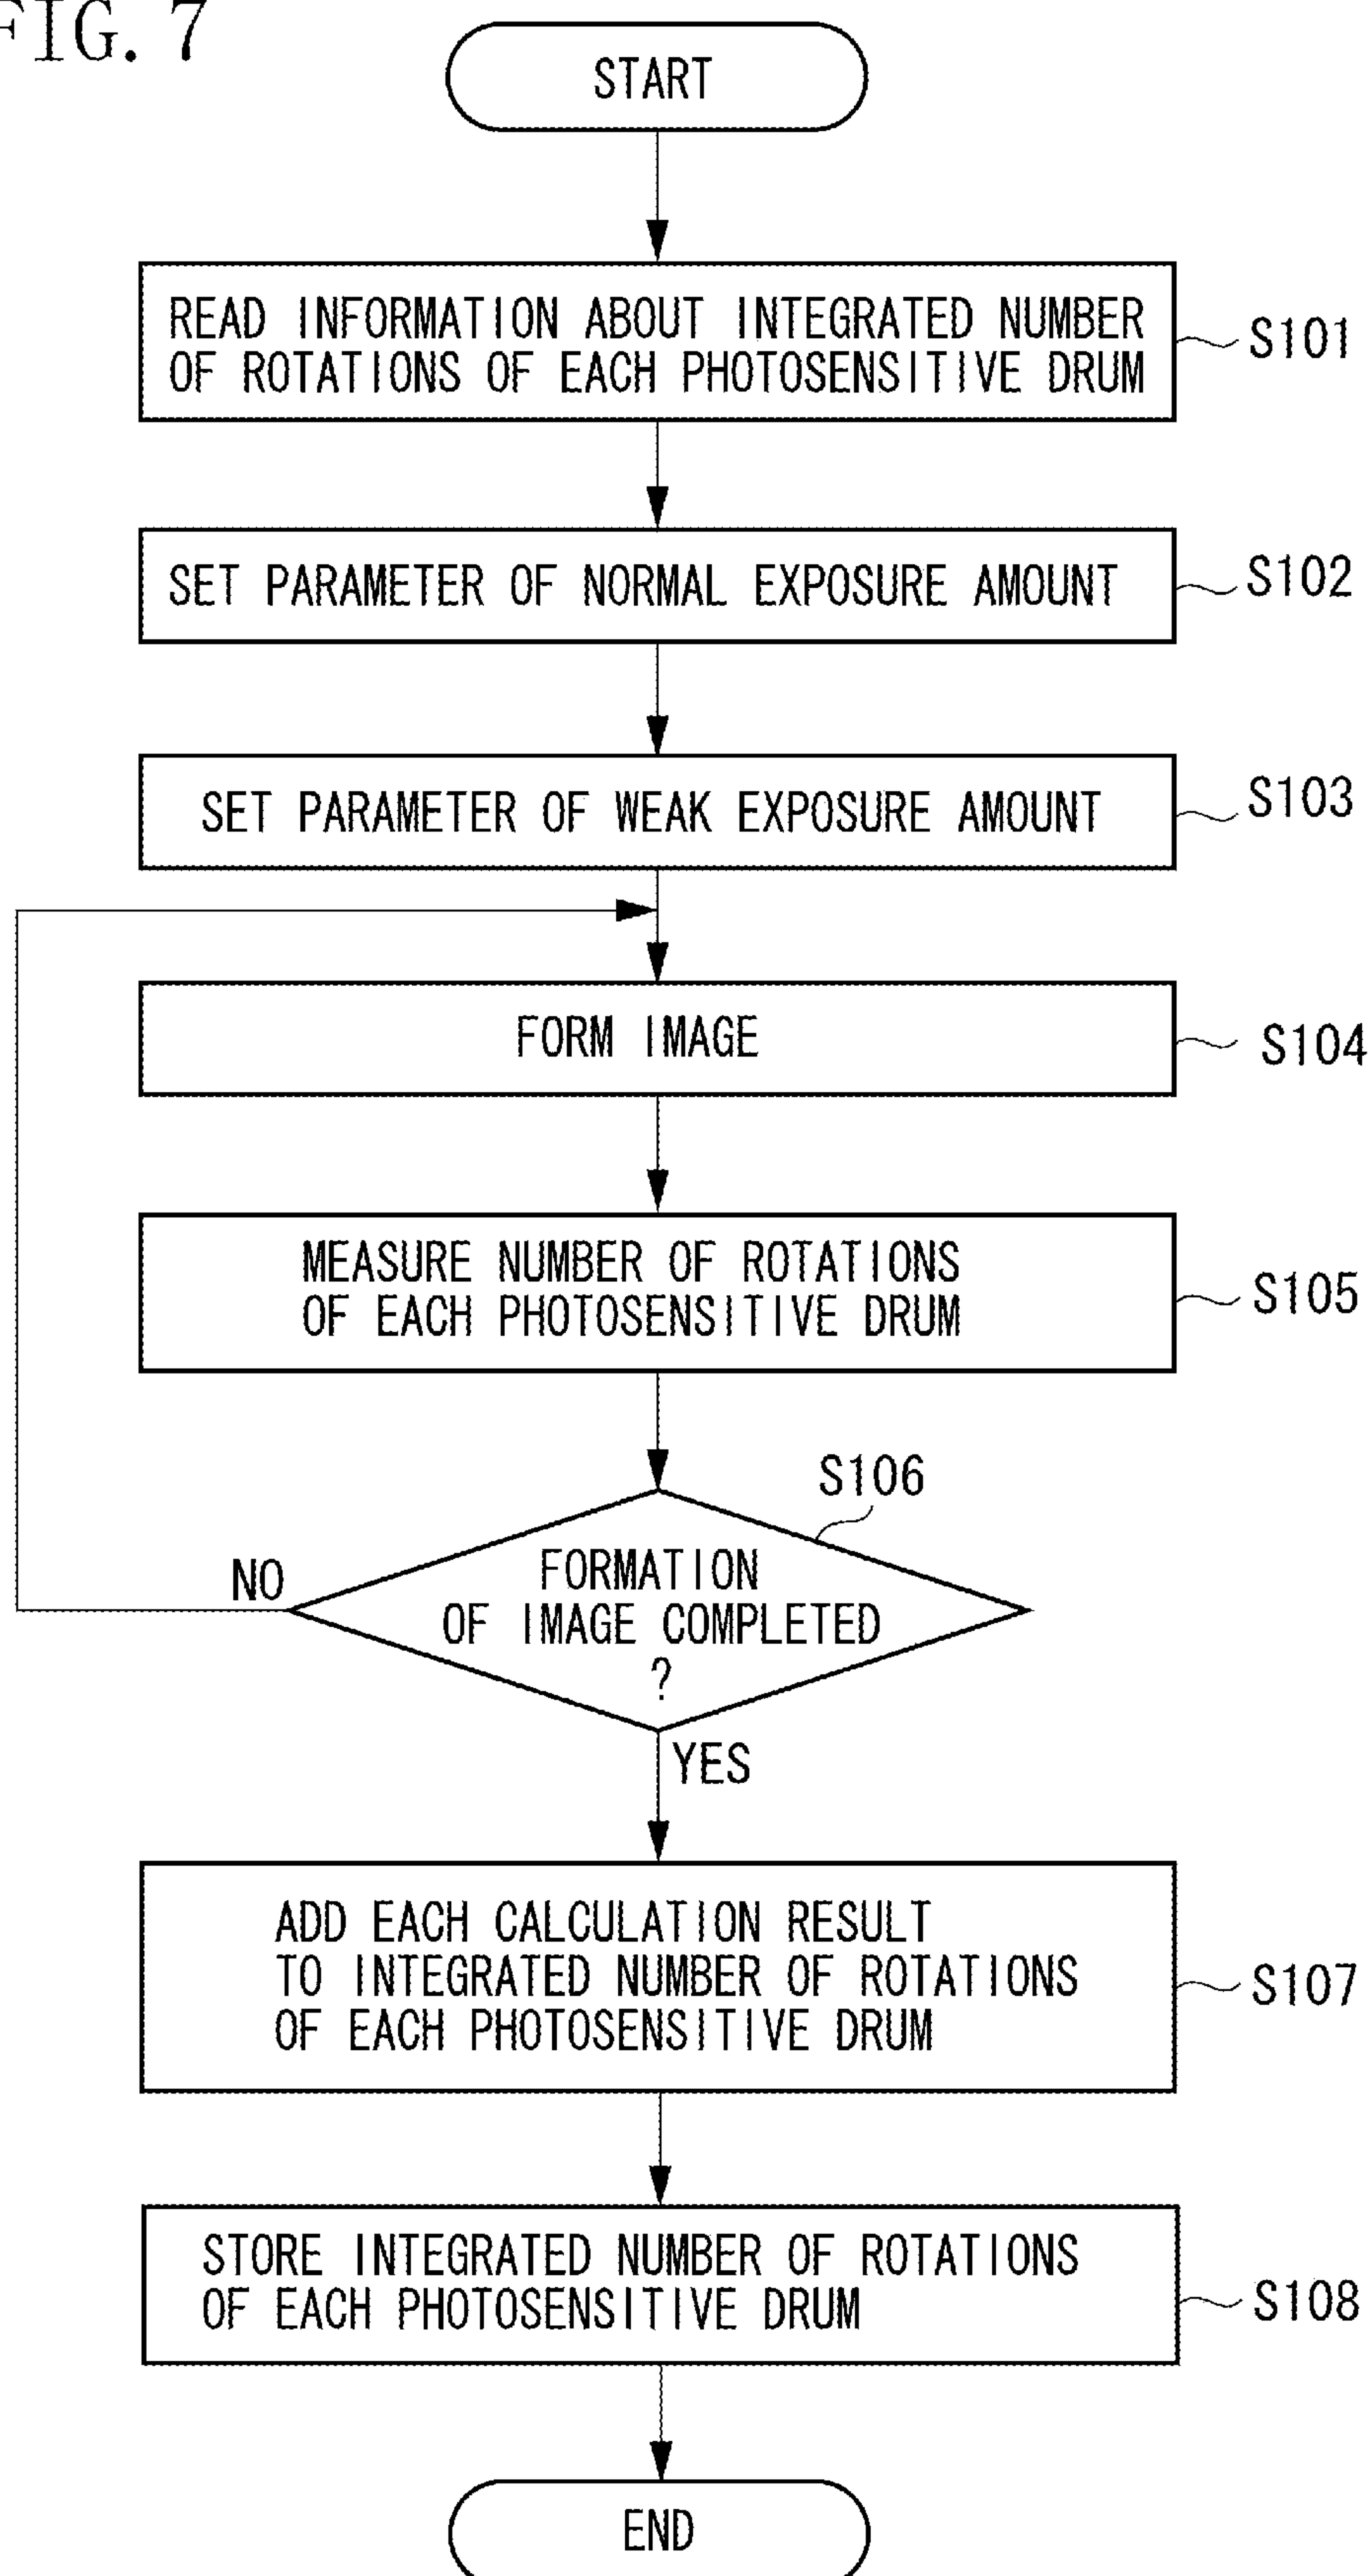 FIG. 7
START
READ INFORMATION ABOUT INTEGRATED NUMBER
OF ROTATIONS OF EACH PHOTOSENSITIVE DRUM
S101
SET PARAMETER OF NORMAL EXPOSURE AMOUNT
S102
SET PARAMETER OF WEAK EXPOSURE AMOUNT
S103
FORM IMAGE
S104
MEASURE NUMBER OF ROTATIONS
OF EACH PHOTOSENSITIVE DRUM
S105
S106
FORMATION
OF IMAGE COMPLETED
?
NO
YES
ADD EACH CALCULATION RESULT
TO INTEGRATED NUMBER OF ROTATIONS
OF EACH PHOTOSENSITIVE DRUM
S107
STORE INTEGRATED NUMBER OF ROTATIONS
OF EACH PHOTOSENSITIVE DRUM
S108
END